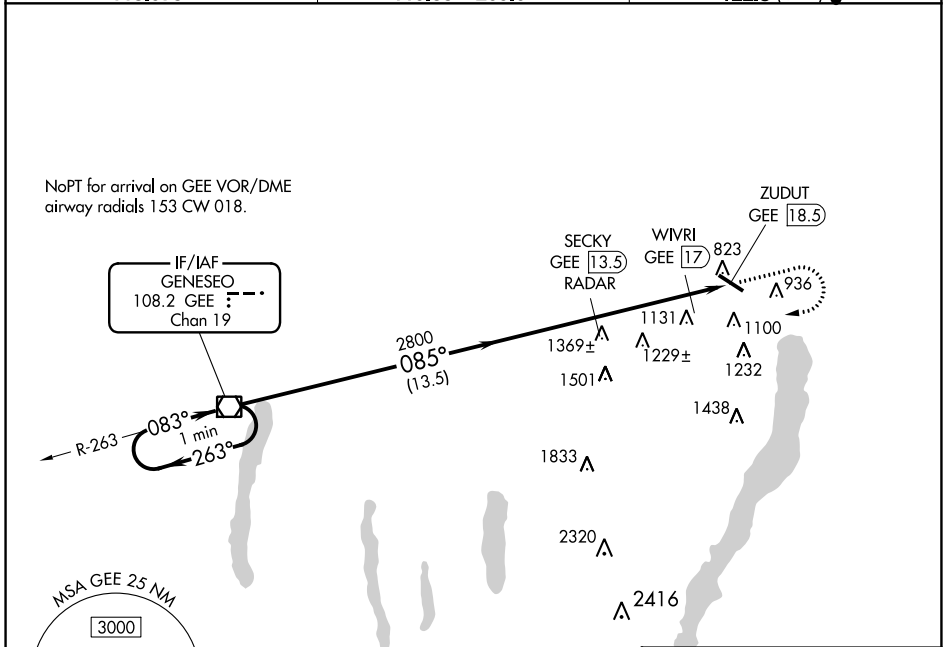 NoPT for arrival on GEE VOR/DME
airway radials 153 CW 018.
IF/IAF
GENESEO
108.2 GEE
Chan 19
SECKY
GEE 13.5
RADAR
WIVRI
GEE 17
ZUDUT
GEE 18.5
823
936
1131
1100
1369±
1229±
1232
1501
1438
1833
2320
2416
2800
085°
(13.5)
R-263
083°
1 min
263°
MSA GEE 25 NM
3000